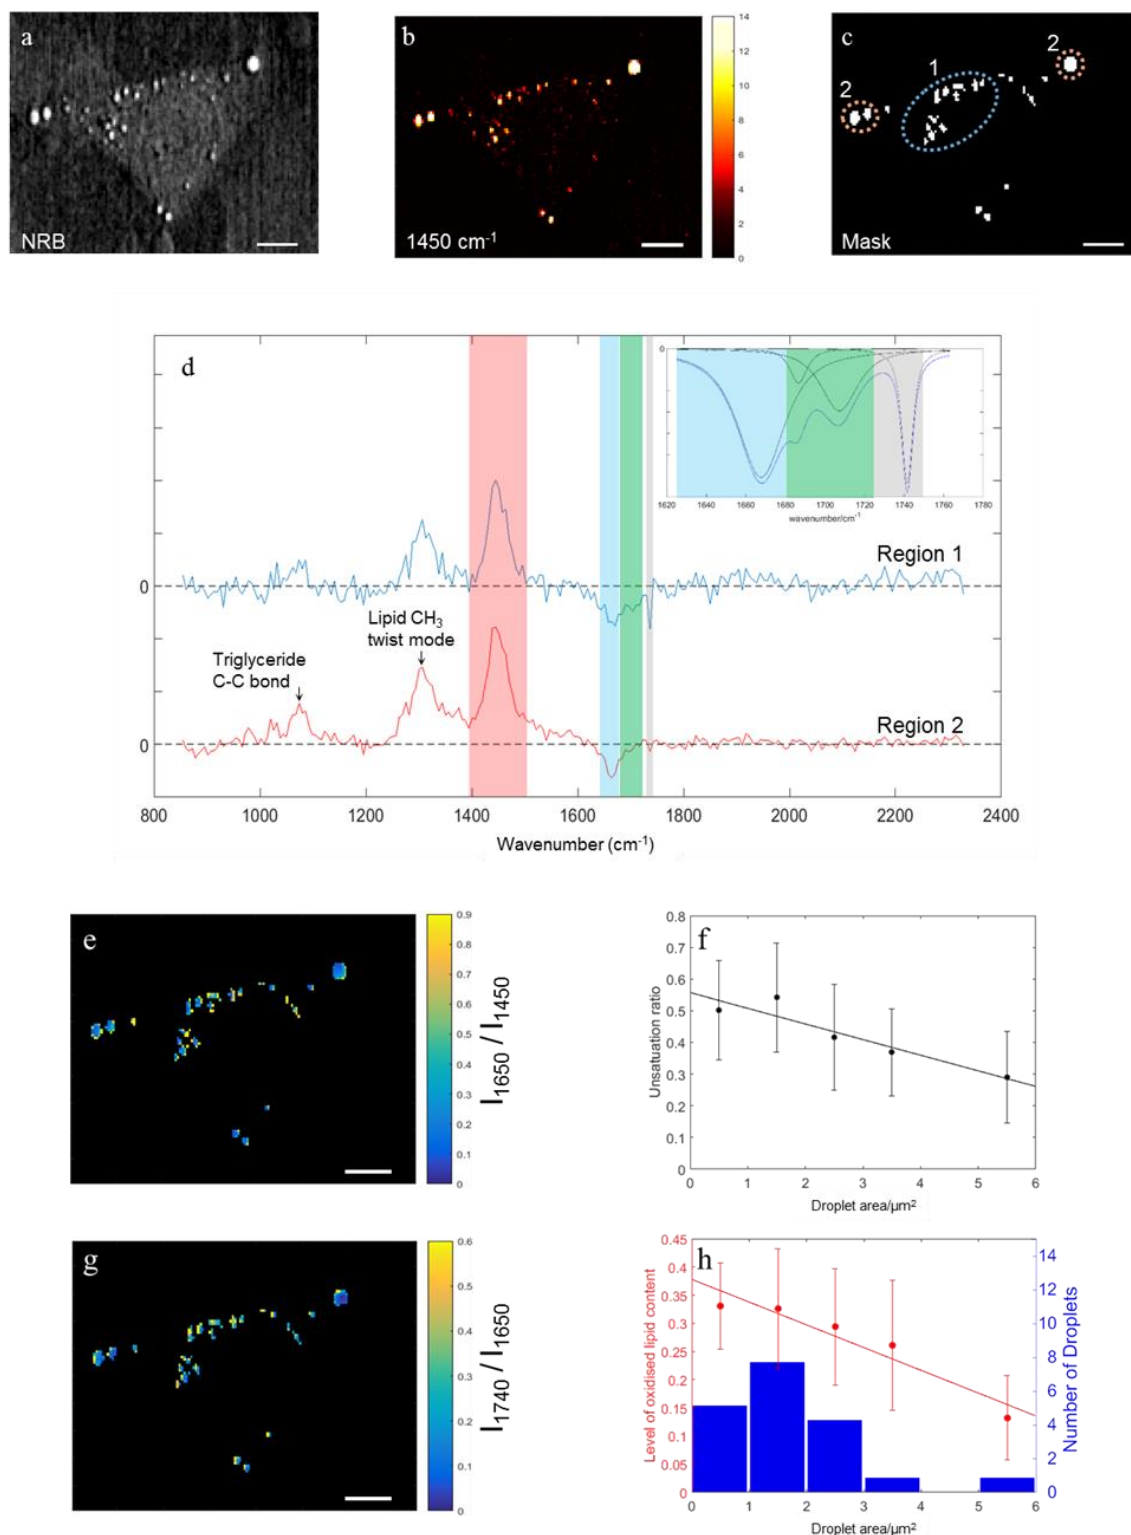 a
NRB
b
1450 cm⁻¹
14
12
10
8
6
4
2
0
c
2
1
2
Mask
d
0
1620 1640 1660 1680 1700 1720 1740 1760 1780
wavenumber/cm⁻¹
Region 1
0
Lipid CH₃
twist mode
Triglyceride
C-C bond
Region 2
0
800 1000 1200 1400 1600 1800 2000 2200 2400
Wavenumber (cm⁻¹)
e
0.9
0.8
0.7
0.6
0.5
0.4
0.3
0.2
0.1
0
I₁₆₅₀ / I₁₄₅₀
f
0.8
0.7
0.6
0.5
0.4
0.3
0.2
0.1
0
Unsatuation ratio
0 1 2 3 4 5 6
Droplet area/µm²
g
0.6
0.5
0.4
0.3
0.2
0.1
0
I₁₇₄₀ / I₁₆₅₀
h
0.45
0.4
0.35
0.3
0.25
0.2
0.15
0.1
0.05
0
Level of oxidised lipid content
14
12
10
8
6
4
2
0
Number of Droplets
0 1 2 3 4 5 6
Droplet area/µm²